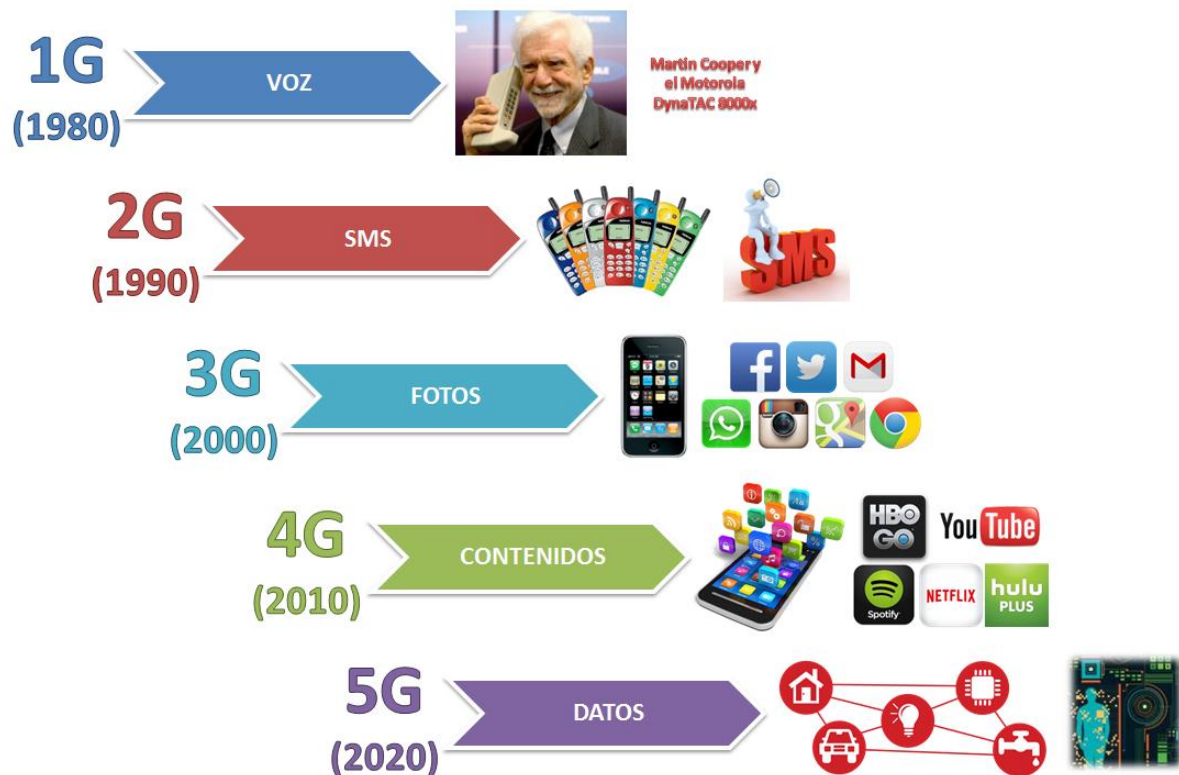 1G
(1980)
VOZ
Martin Cooper y
el Motorola
DynaTAC 8000x
2G
(1990)
SMS
SMS
3G
(2000)
FOTOS
4G
(2010)
CONTENIDOS
HBO
GO
YouTube
Spotify
NETFLIX
hulu
PLUS
5G
(2020)
DATOS